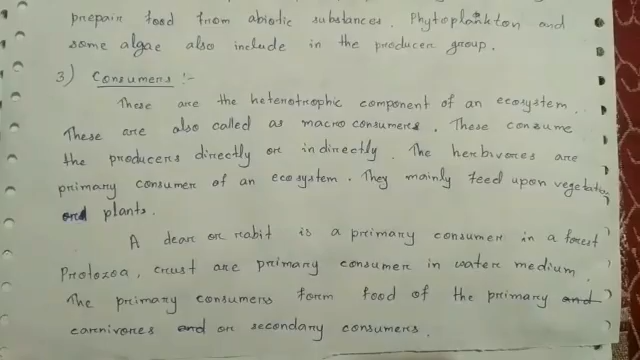 prepair food from abiotic substances. Phytoplankton and
some algae also include in the producer group.
3) Consumers :-
These are the heterotrophic component of an ecosystem.
These are also called as macro consumers. These consume
the producers directly or indirectly. The herbivores are
primary consumer of an ecosystem. They mainly feed upon vegetation
and plants.
A dear or rabit is a primary consumer in a forest
Protozoa, crust are primary consumer in water medium.
The primary consumers form food of the primary and
carnivores and or secondary consumers.